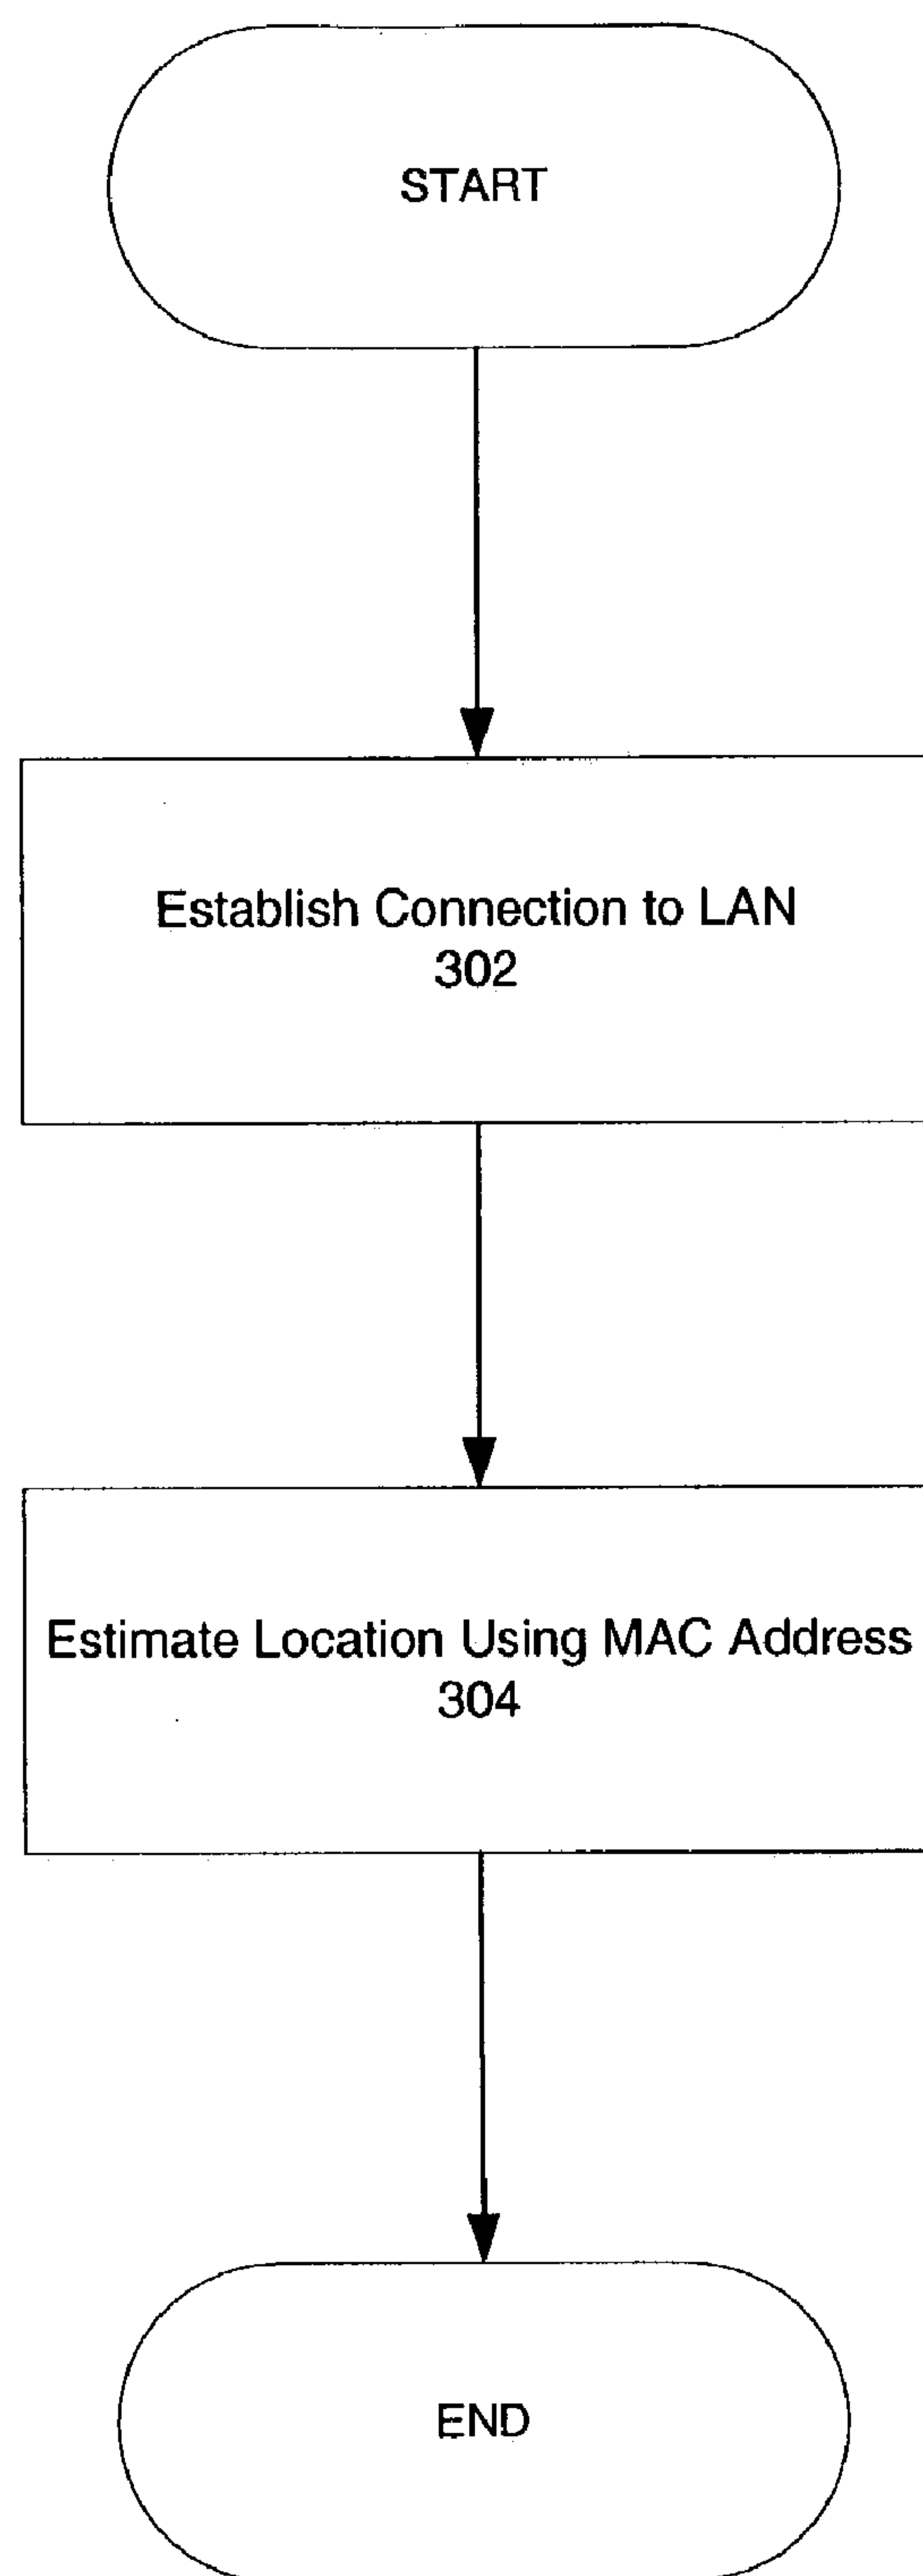 START
Establish Connection to LAN
302
Estimate Location Using MAC Address
304
END